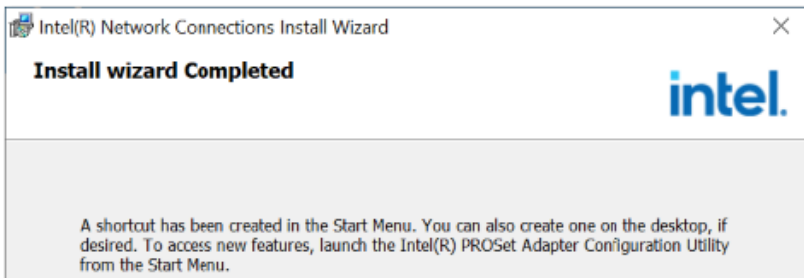 Intel(R) Network Connections Install Wizard
Install wizard Completed
intel.
A shortcut has been created in the Start Menu. You can also create one on the desktop, if
desired. To access new features, launch the Intel(R) PROSet Adapter Configuration Utility
from the Start Menu.